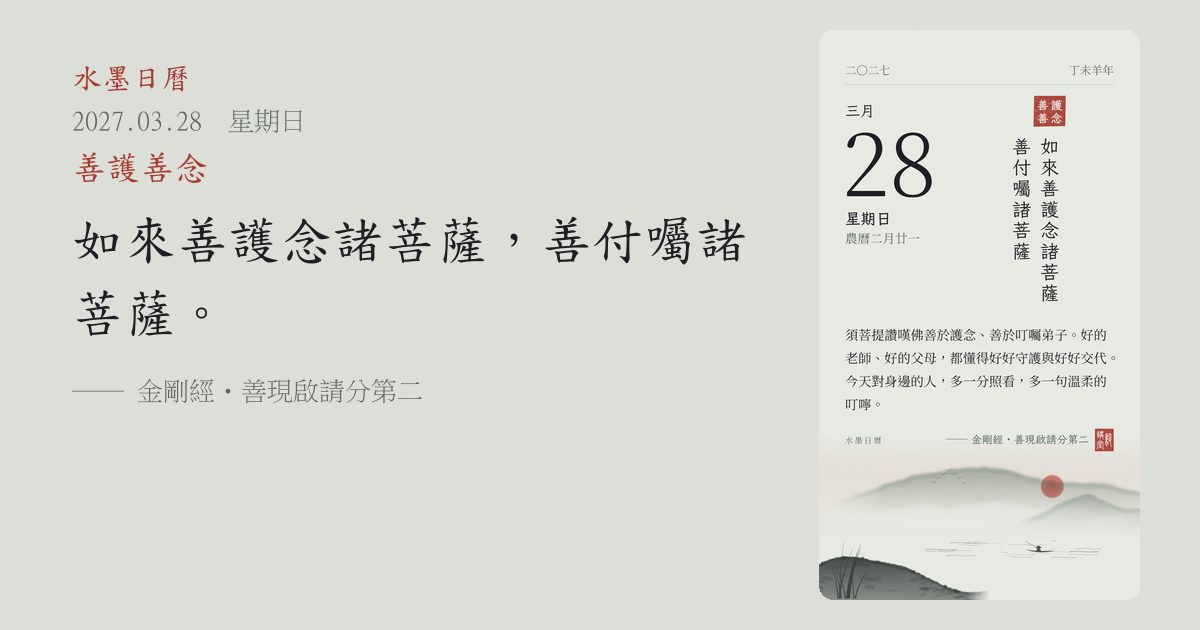 水墨日曆
2027.03.28 星期日
善護善念
如來善護念諸菩薩，善付囑諸
菩薩。
—— 金剛經・善現啟請分第二
二〇二七
丁未羊年
三月
28
星期日
農曆二月廿一
護念
善善
如來善護念諸菩薩
善付囑諸菩薩
須菩提讚嘆佛善於護念、善於叮囑弟子。好的
老師、好的父母，都懂得好好守護與好好交代。
今天對身邊的人，多一分照看，多一句溫柔的
叮嚀。
水墨日曆
—— 金剛經・善現啟請分第二